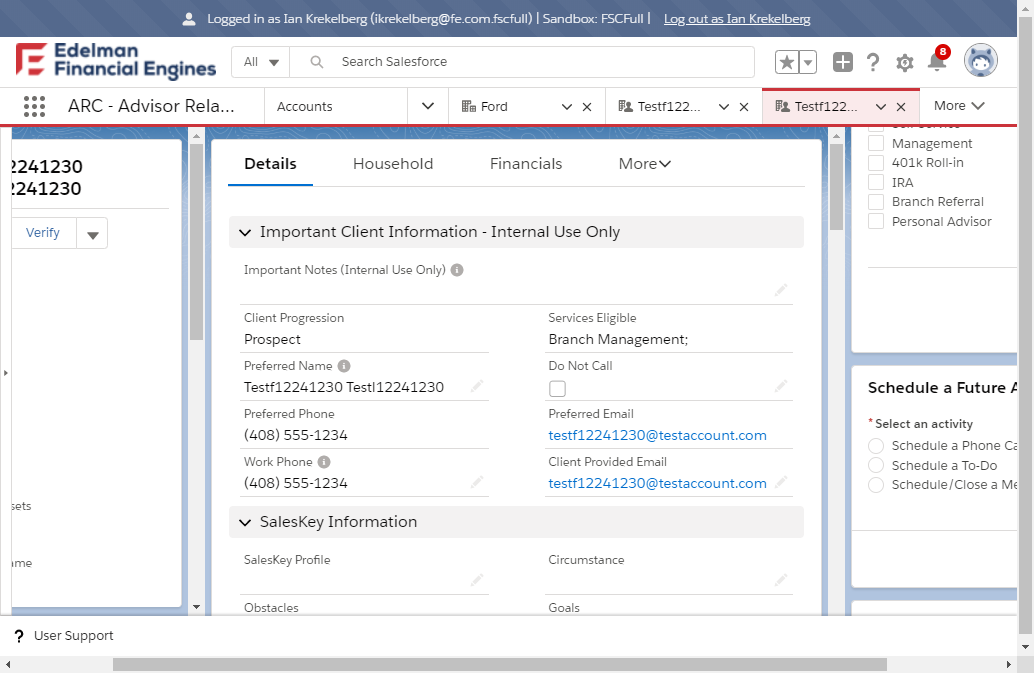 Logged in as Ian Krekelberg (ikrekelberg@fe.com.fscfull) | Sandbox: FSCFull | Log out as Ian Krekelberg
Edelman
Financial Engines
All
Search Salesforce
8
ARC - Advisor Rela...
Accounts
Ford
Testf122...
Testf122...
More
2241230
2241230
Verify
sets
Details
Household
Financials
More
Important Client Information - Internal Use Only
Important Notes (Internal Use Only)
Client Progression
Services Eligible
Prospect
Branch Management;
Preferred Name
Do Not Call
Testf12241230 Testl12241230
Preferred Phone
Preferred Email
(408) 555-1234
testf12241230@testaccount.com
Work Phone
Client Provided Email
(408) 555-1234
testf12241230@testaccount.com
SalesKey Information
SalesKey Profile
Circumstance
Obstacles
Goals
Management
401k Roll-in
IRA
Branch Referral
Personal Advisor
Schedule a Future A
*Select an activity
Schedule a Phone Ca
Schedule a To-Do
Schedule/Close a Me
? User Support